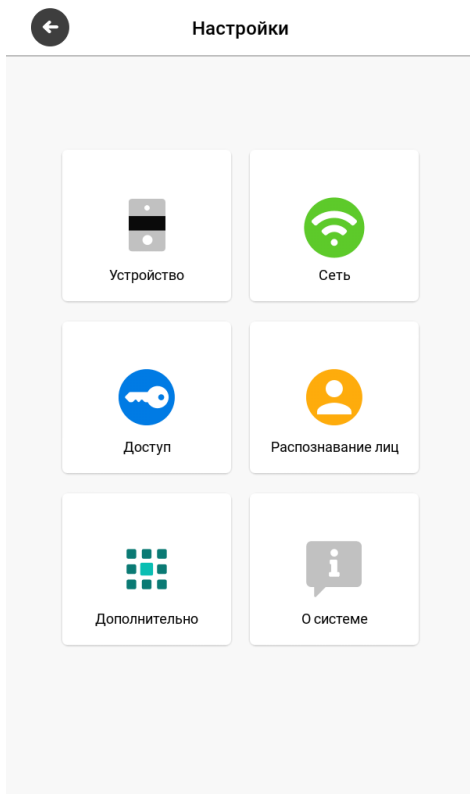 Настройки
Устройство
Сеть
Доступ
Распознавание лиц
Дополнительно
О системе